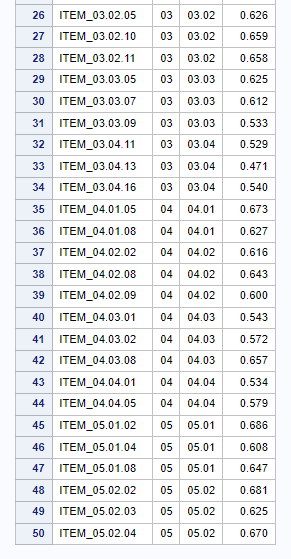 26 ITEM_03.02.05 03 03.02 0.626
27 ITEM_03.02.10 03 03.02 0.659
28 ITEM_03.02.11 03 03.02 0.658
29 ITEM_03.03.05 03 03.03 0.625
30 ITEM_03.03.07 03 03.03 0.612
31 ITEM_03.03.09 03 03.03 0.533
32 ITEM_03.04.11 03 03.04 0.529
33 ITEM_03.04.13 03 03.04 0.471
34 ITEM_03.04.16 03 03.04 0.540
35 ITEM_04.01.05 04 04.01 0.673
36 ITEM_04.01.08 04 04.01 0.627
37 ITEM_04.02.02 04 04.02 0.616
38 ITEM_04.02.08 04 04.02 0.643
39 ITEM_04.02.09 04 04.02 0.600
40 ITEM_04.03.01 04 04.03 0.543
41 ITEM_04.03.02 04 04.03 0.572
42 ITEM_04.03.08 04 04.03 0.657
43 ITEM_04.04.01 04 04.04 0.534
44 ITEM_04.04.05 04 04.04 0.579
45 ITEM_05.01.02 05 05.01 0.686
46 ITEM_05.01.04 05 05.01 0.608
47 ITEM_05.01.08 05 05.01 0.647
48 ITEM_05.02.02 05 05.02 0.681
49 ITEM_05.02.03 05 05.02 0.625
50 ITEM_05.02.04 05 05.02 0.670